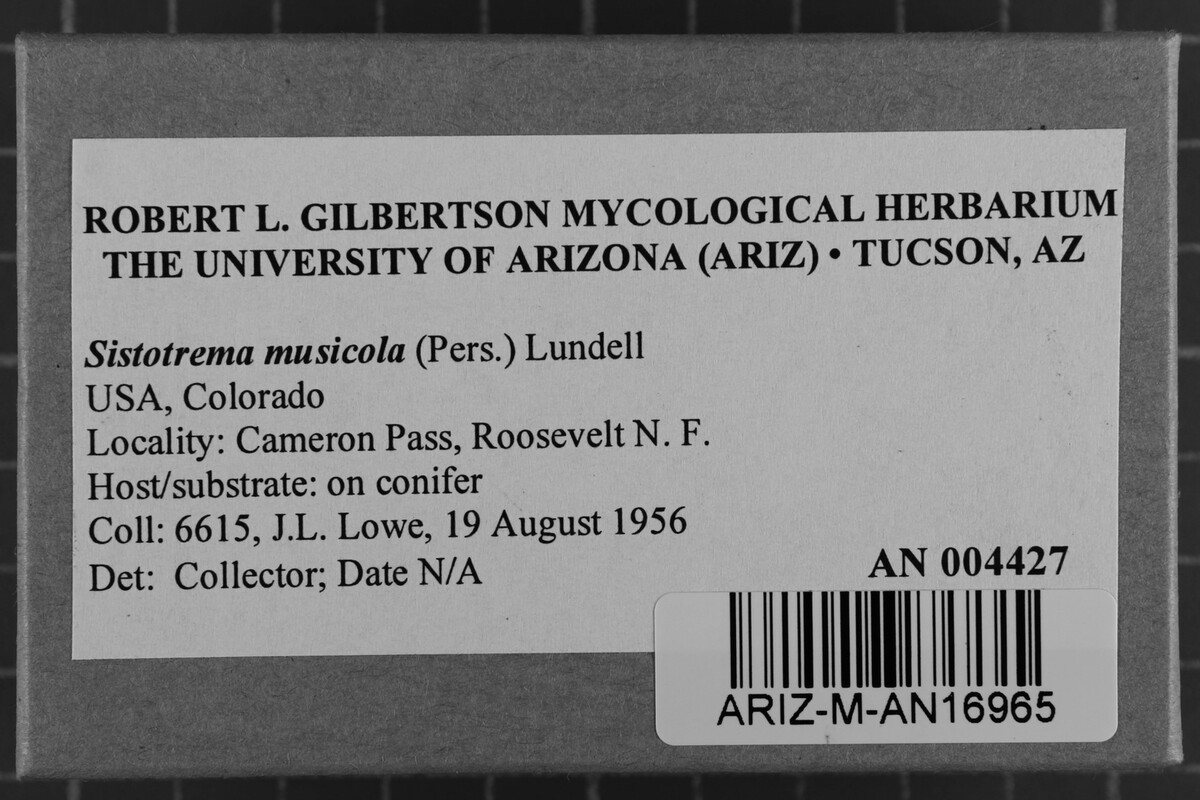 ROBERT L. GILBERTSON MYCOLOGICAL HERBARIUM
THE UNIVERSITY OF ARIZONA (ARIZ) • TUCSON, AZ
Sistotrema musicola (Pers.) Lundell
USA, Colorado
Locality: Cameron Pass, Roosevelt N. F.
Host/substrate: on conifer
Coll: 6615, J.L. Lowe, 19 August 1956
Det: Collector; Date N/A
AN 004427
ARIZ-M-AN16965